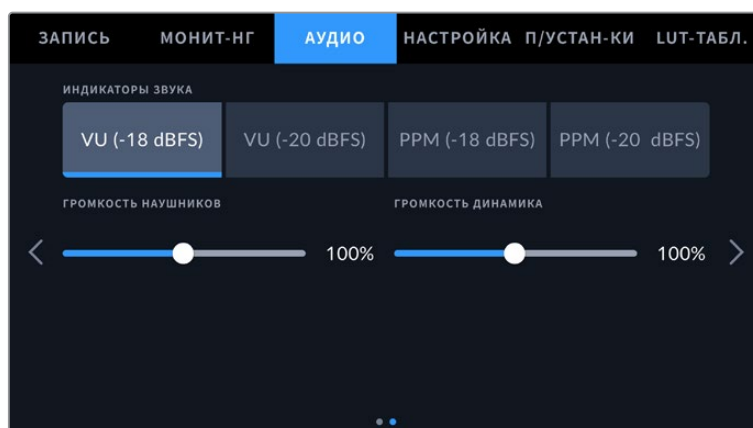 ЗАПИСЬ МОНИТ-НГ АУДИО НАСТРОЙКА П/УСТАН-КИ LUT-ТАБЛ.
ИНДИКАТОРЫ ЗВУКА
VU (-18 dBFS) VU (-20 dBFS) PPM (-18 dBFS) PPM (-20 dBFS)
ГРОМКОСТЬ НАУШНИКОВ ГРОМКОСТЬ ДИНАМИКА
100% 100%